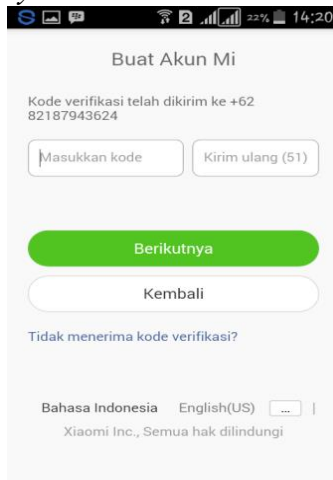 22% 14:20
Buat Akun Mi
Kode verifikasi telah dikirim ke +62
82187943624
Masukkan kode Kirim ulang (51)
Berikutnya
Kembali
Tidak menerima kode verifikasi?
Bahasa Indonesia English(US) ... |
Xiaomi Inc., Semua hak dilindungi